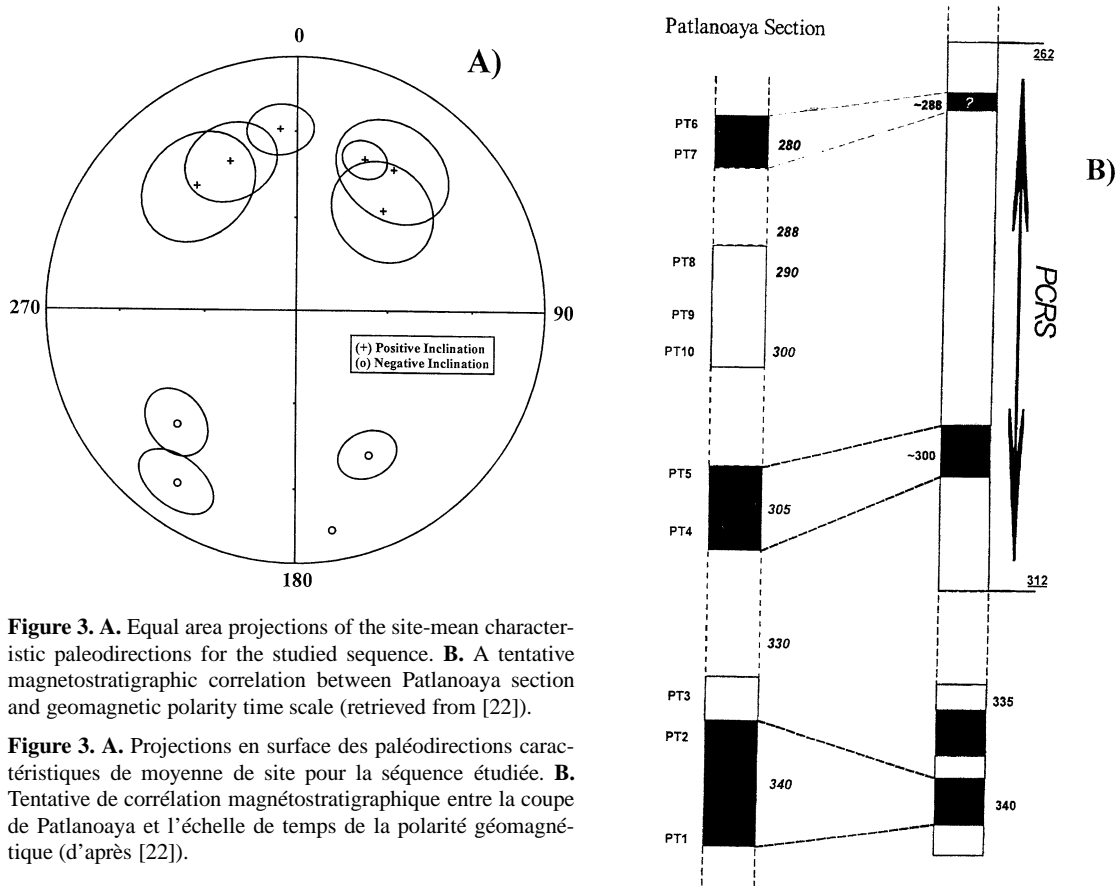 0
A)
270
90
(+) Positive Inclination
(o) Negative Inclination
180
Figure 3. A. Equal area projections of the site-mean character-
istic paleodirections for the studied sequence. B. A tentative
magnetostratigraphic correlation between Patlanoaya section
and geomagnetic polarity time scale (retrieved from [22]).
Figure 3. A. Projections en surface des paléodirections carac-
téristiques de moyenne de site pour la séquence étudiée. B.
Tentative de corrélation magnétostratigraphique entre la coupe
de Patlanoaya et l'échelle de temps de la polarité géomagné-
tique (d'après [22]).
Patlanoaya Section
262
~288
?
PT6
PT7
280
B)
288
PT8
290
PT9
PT10
300
PCRS
~300
PT5
305
PT4
312
330
PT3
335
PT2
340
340
PT1